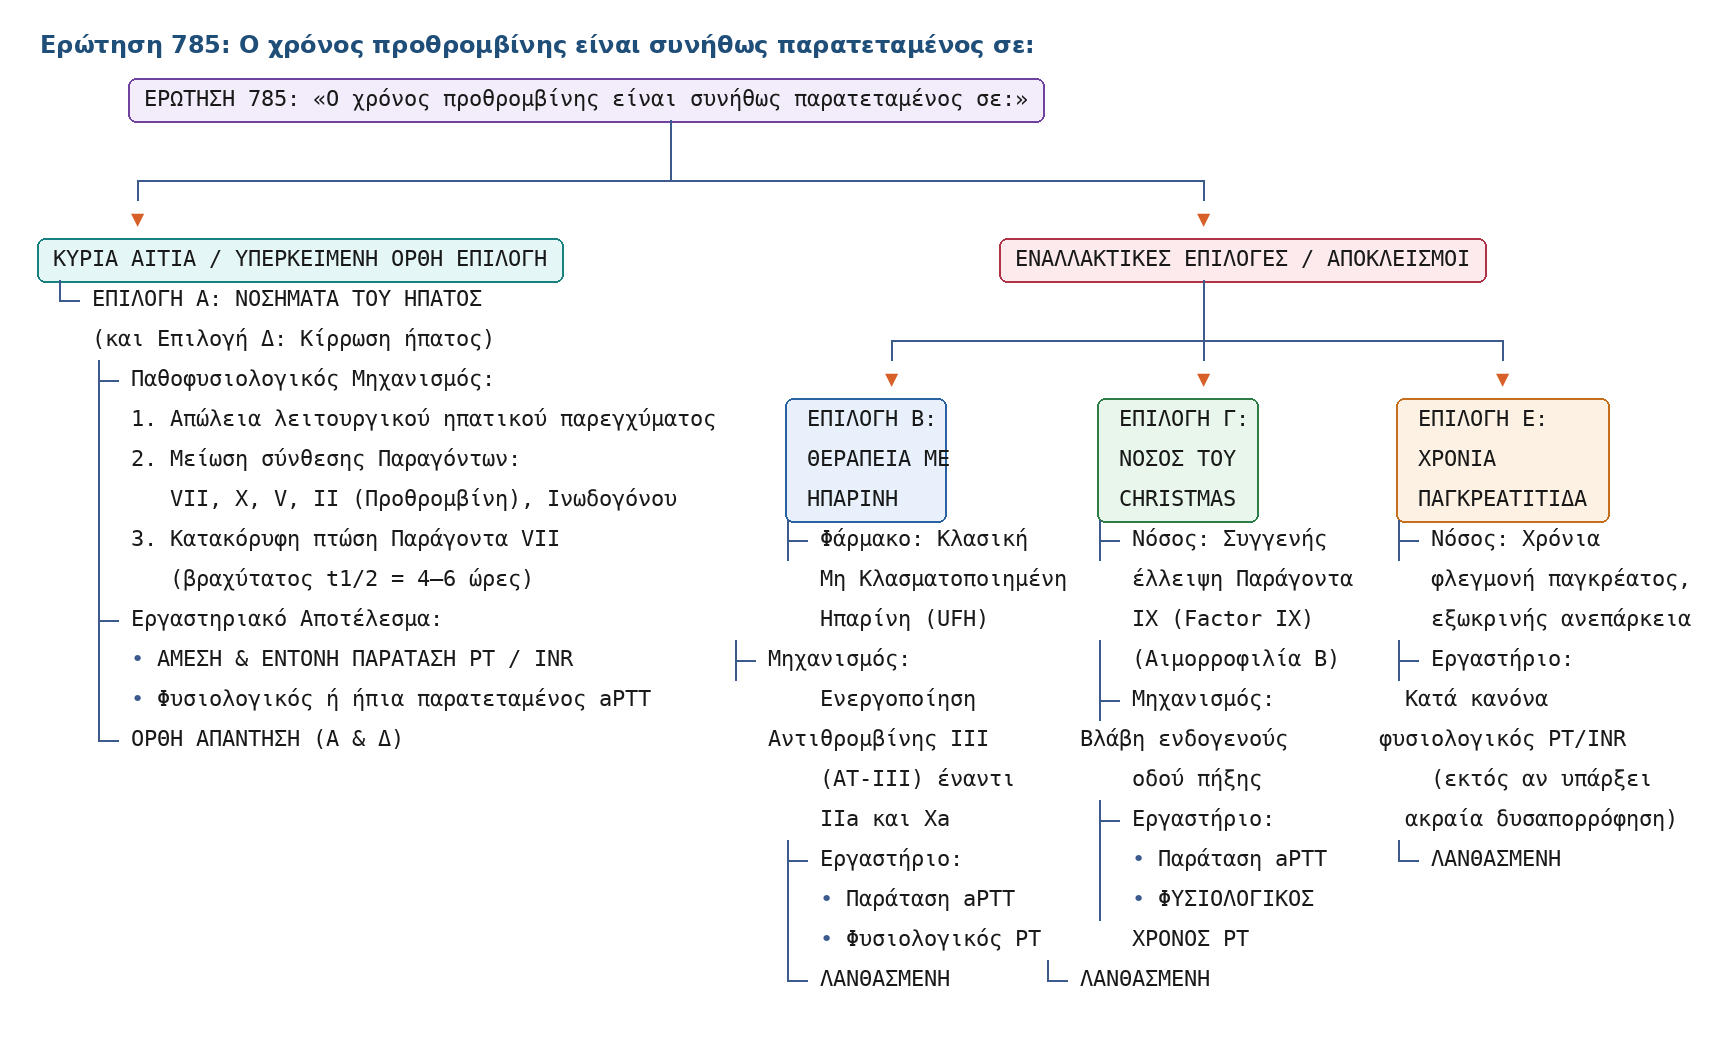 Ερώτηση 785: Ο χρόνος προθρομβίνης είναι συνήθως παρατεταμένος σε:
ΕΡΩΤΗΣΗ 785: «Ο χρόνος προθρομβίνης είναι συνήθως παρατεταμένος σε:»
ΚΥΡΙΑ ΑΙΤΙΑ / ΥΠΕΡΚΕΙΜΕΝΗ ΟΡΘΗ ΕΠΙΛΟΓΗ
ΕΠΙΛΟΓΗ Α: ΝΟΣΗΜΑΤΑ ΤΟΥ ΗΠΑΤΟΣ
(και Επιλογή Δ: Κίρρωση ήπατος)
Παθοφυσιολογικός Μηχανισμός:
1. Απώλεια λειτουργικού ηπατικού παρεγχύματος
2. Μείωση σύνθεσης Παραγόντων:
VII, X, V, II (Προθρομβίνη), Ινωδογόνου
3. Κατακόρυφη πτώση Παράγοντα VII
(βραχύτατος t1/2 = 4–6 ώρες)
Εργαστηριακό Αποτέλεσμα:
• ΑΜΕΣΗ & ΕΝΤΟΝΗ ΠΑΡΑΤΑΣΗ PT / INR
• Φυσιολογικός ή ήπια παρατεταμένος aPTT
ΟΡΘΗ ΑΠΑΝΤΗΣΗ (Α & Δ)
ΕΝΑΛΛΑΚΤΙΚΕΣ ΕΠΙΛΟΓΕΣ / ΑΠΟΚΛΕΙΣΜΟΙ
ΕΠΙΛΟΓΗ Β:
ΘΕΡΑΠΕΙΑ ΜΕ
ΗΠΑΡΙΝΗ
Φάρμακο: Κλασική
Μη Κλασματοποιημένη
Ηπαρίνη (UFH)
Μηχανισμός:
Ενεργοποίηση
Αντιθρομβίνης III
(AT-III) έναντι
IIa και Xa
Εργαστήριο:
• Παράταση aPTT
• Φυσιολογικός PT
ΛΑΝΘΑΣΜΕΝΗ
ΕΠΙΛΟΓΗ Γ:
ΝΟΣΟΣ ΤΟΥ
CHRISTMAS
Νόσος: Συγγενής
έλλειψη Παράγοντα
IX (Factor IX)
(Αιμορροφιλία Β)
Μηχανισμός:
Βλάβη ενδογενούς
οδού πήξης
Εργαστήριο:
• Παράταση aPTT
• ΦΥΣΙΟΛΟΓΙΚΟΣ
ΧΡΟΝΟΣ PT
ΛΑΝΘΑΣΜΕΝΗ
ΕΠΙΛΟΓΗ Ε:
ΧΡΟΝΙΑ
ΠΑΓΚΡΕΑΤΙΤΙΔΑ
Νόσος: Χρόνια
φλεγμονή παγκρέατος,
εξωκρινής ανεπάρκεια
Εργαστήριο:
Κατά κανόνα
φυσιολογικός PT/INR
(εκτός αν υπάρξει
ακραία δυσαπορρόφηση)
ΛΑΝΘΑΣΜΕΝΗ